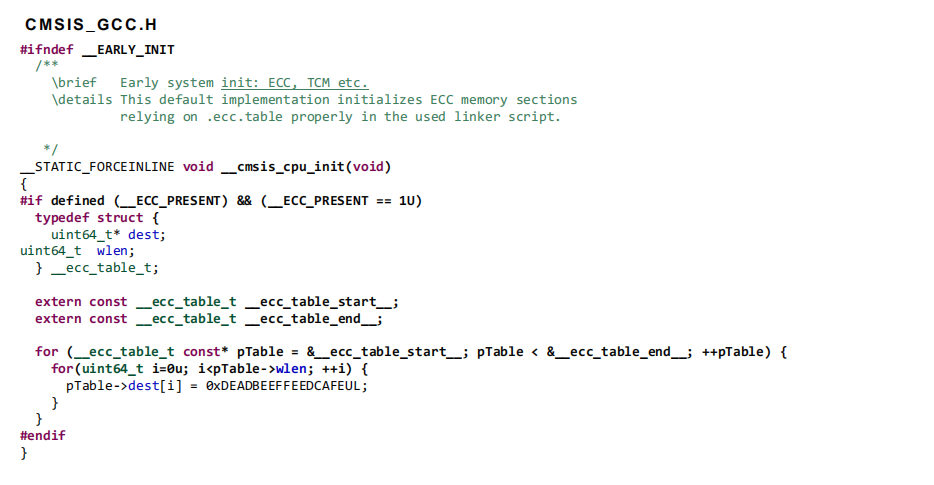 CMSIS_GCC.H
#ifndef __EARLY_INIT
/**
\brief Early system init: ECC, TCM etc.
\details This default implementation initializes ECC memory sections
relying on .ecc.table properly in the used linker script.
*/
__STATIC_FORCEINLINE void __cmsis_cpu_init(void)
{
#if defined (__ECC_PRESENT) && (__ECC_PRESENT == 1U)
typedef struct {
uint64_t* dest;
uint64_t wlen;
} __ecc_table_t;
extern const __ecc_table_t __ecc_table_start__;
extern const __ecc_table_t __ecc_table_end__;
for (__ecc_table_t const* pTable = &__ecc_table_start__; pTable < &__ecc_table_end__; ++pTable) {
for(uint64_t i=0u; i<pTable->wlen; ++i) {
pTable->dest[i] = 0xDEADBEEFFEEDCAFEUL;
}
}
#endif
}